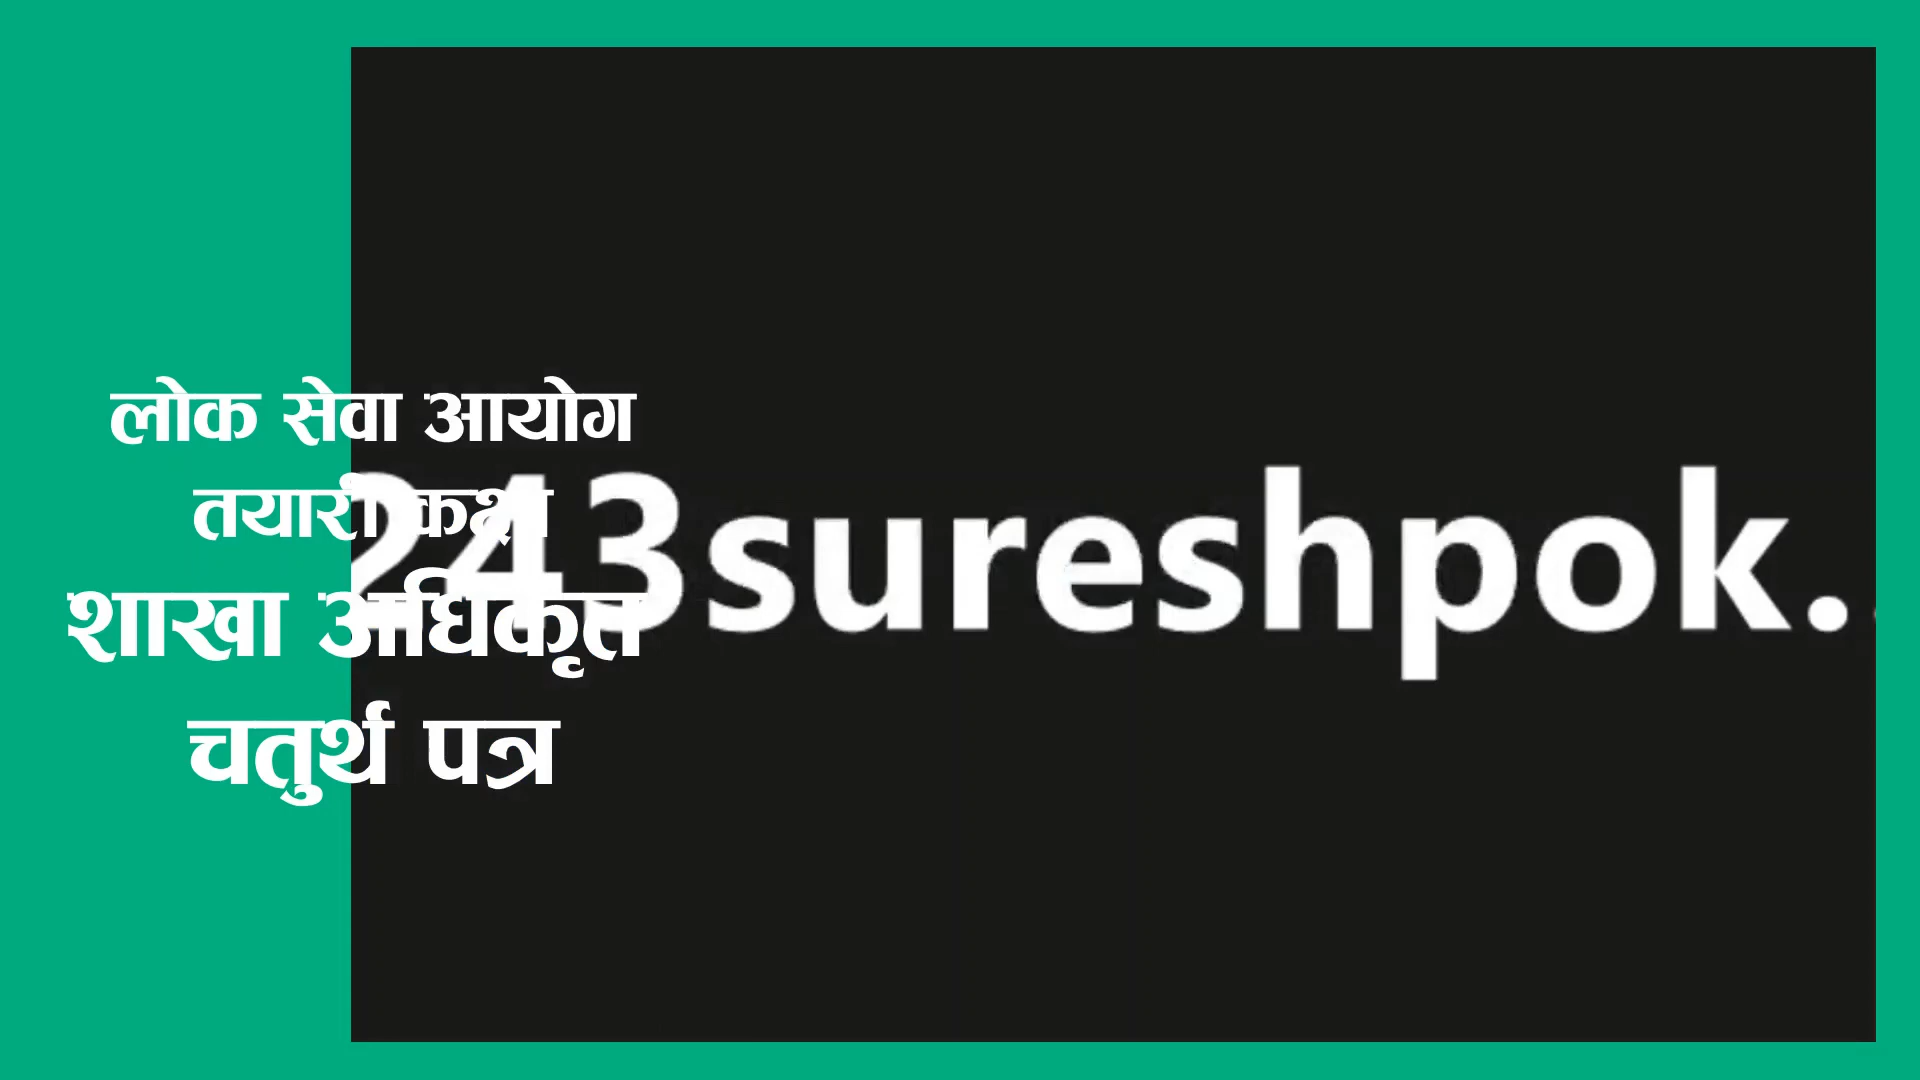 लोक सेवा आयोग
तयारी कक्षा
243sureshpok..
शाखा अधिकृत
चतुर्थ पत्र